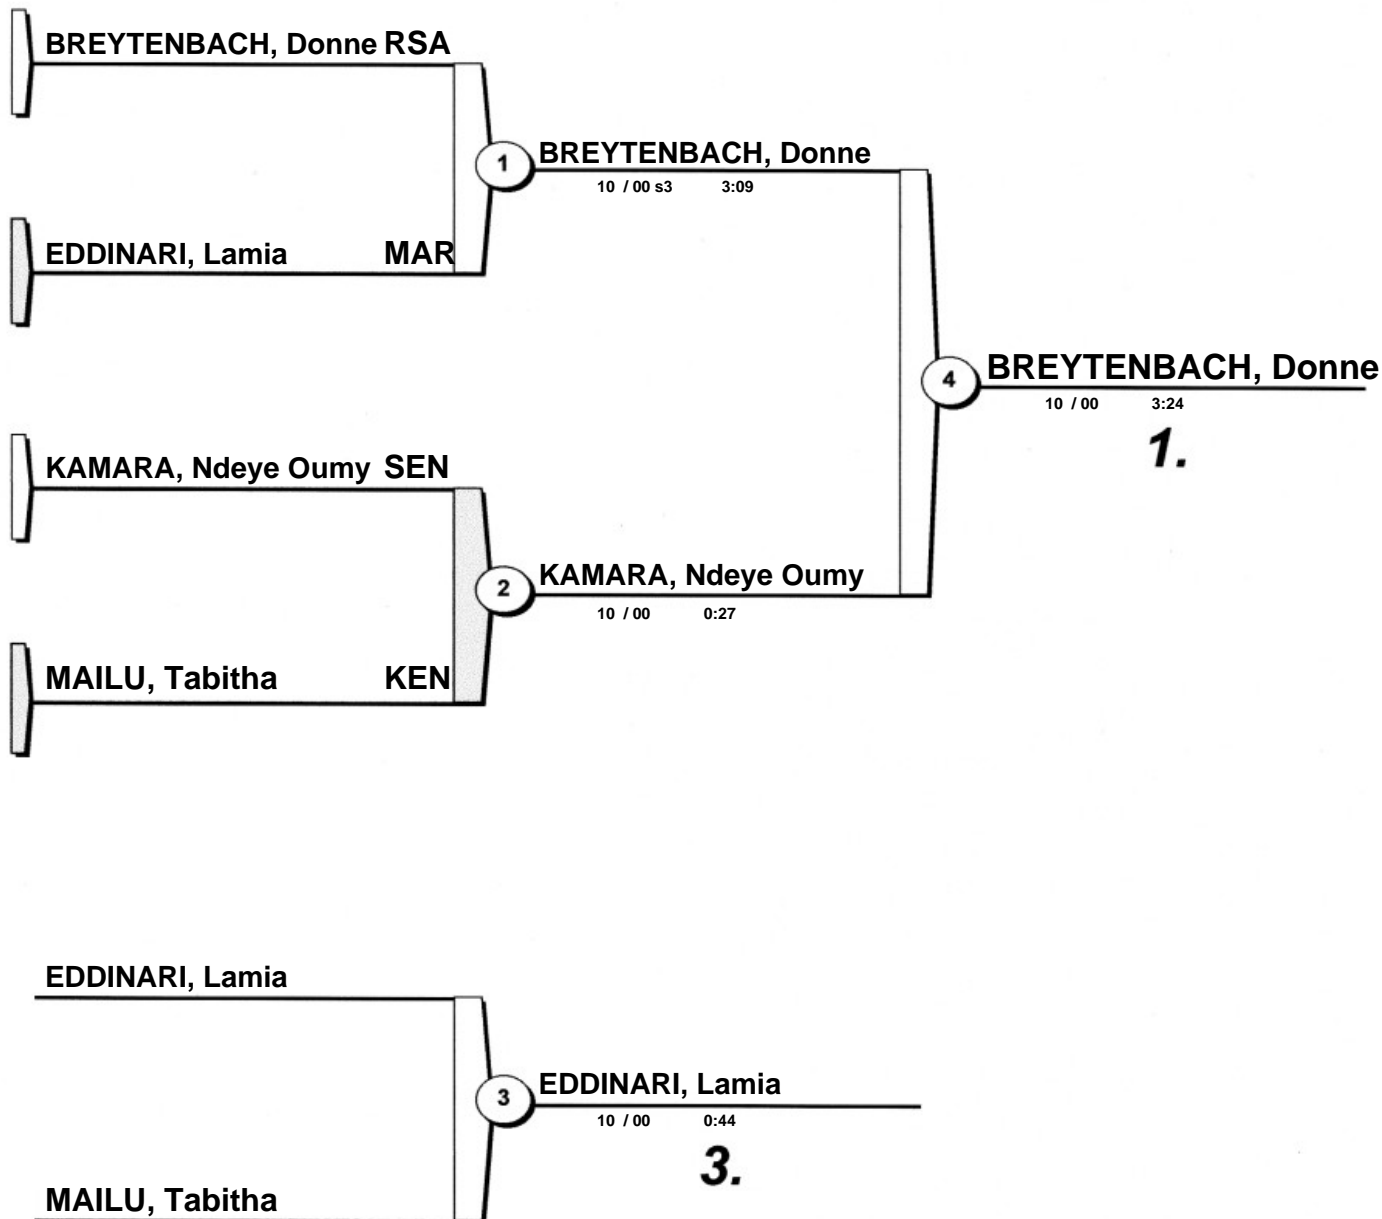 BREYTENBACH, Donne RSA
1
BREYTENBACH, Donne
10 / 00 s3 3:09
EDDINARI, Lamia MAR
4
BREYTENBACH, Donne
10 / 00 3:24
1.
KAMARA, Ndeye Oumy SEN
2
KAMARA, Ndeye Oumy
10 / 00 0:27
MAILU, Tabitha KEN
EDDINARI, Lamia
3
EDDINARI, Lamia
10 / 00 0:44
3.
MAILU, Tabitha